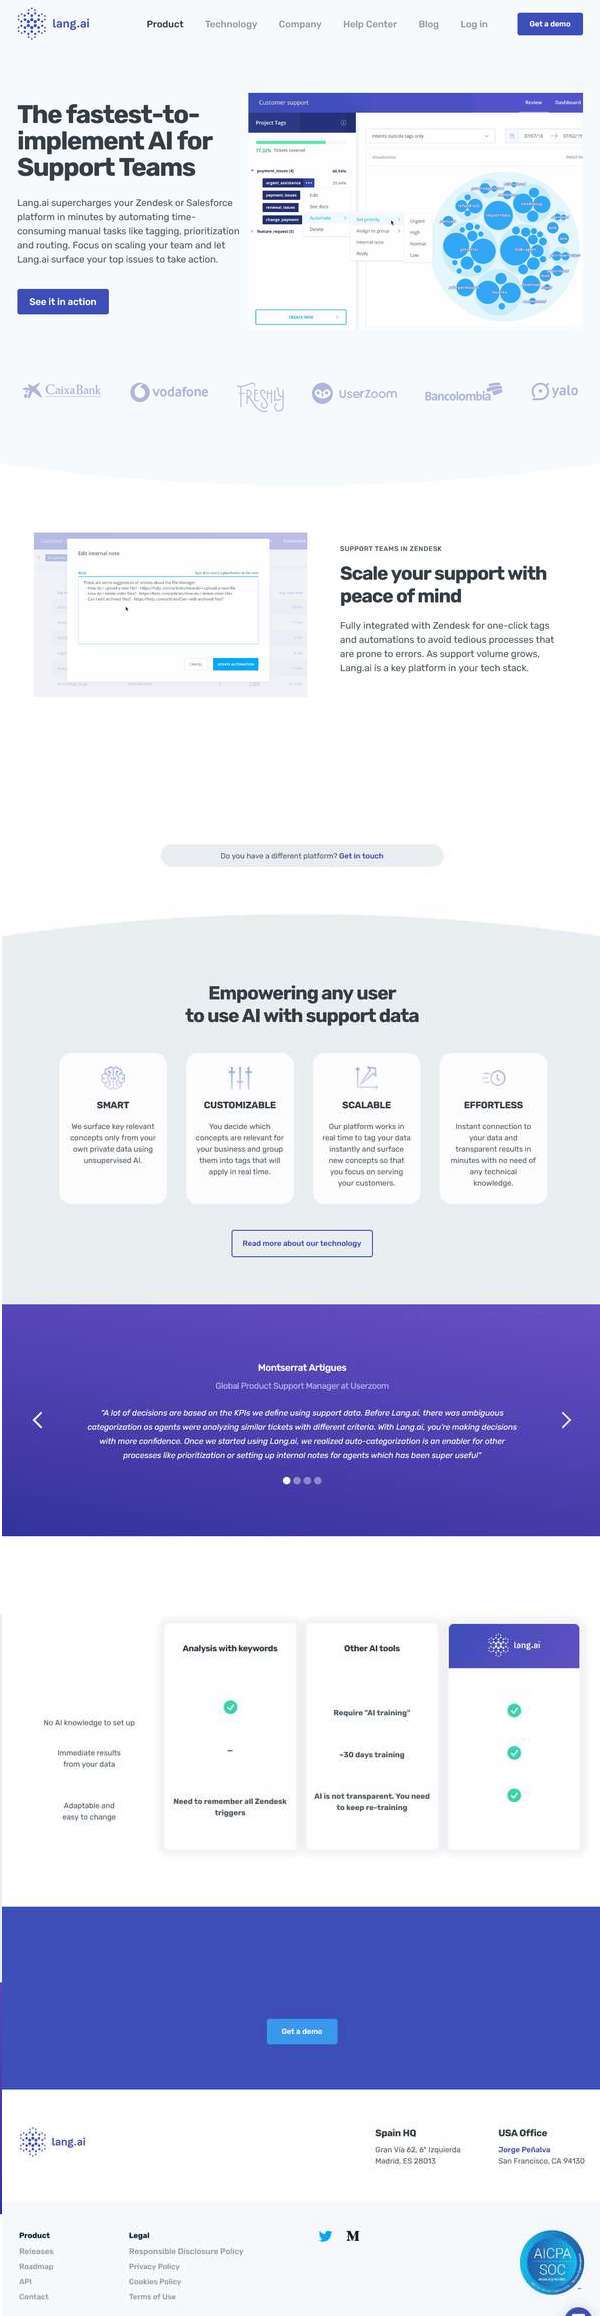 lang.ai
Product
Technology
Company
Help Center
Blog
Log in
Get a demo
The fastest-to-
implement AI for
Support Teams
Lang.ai supercharges your Zendesk or Salesforce
platform in minutes by automating time-
consuming manual tasks like tagging, prioritization
and routing. Focus on scaling your team and let
Lang.ai surface your top issues to take action.
See it in action
Customer support
Review
Dashboard
Project Tags
Tickets covered
intents outside tags only
payment_issues (4)
urgent_assistance
payment_issues
renewal_issues
change_payment
feature_request (3)
Edit
See docs
Automate
Delete
Set priority
Assign to group
Internal note
Notify
Urgent
High
Normal
Low
CREATE NEW
CaixaBank
vodafone
FRESHLY
UserZoom
Bancolombia
yalo
Edit internal note
CANCEL
UPDATE AUTOMATION
SUPPORT TEAMS IN ZENDESK
Scale your support with
peace of mind
Fully integrated with Zendesk for one-click tags
and automations to avoid tedious processes that
are prone to errors. As support volume grows,
Lang.ai is a key platform in your tech stack.
Do you have a different platform? Get in touch
Empowering any user
to use AI with support data
SMART
We surface key relevant
concepts only from your
own private data using
unsupervised AI.
CUSTOMIZABLE
You decide which
concepts are relevant for
your business and group
them into tags that will
apply in real time.
SCALABLE
Our platform works in
real time to tag your data
instantly and surface
new concepts so that
you focus on serving
your customers.
EFFORTLESS
Instant connection to
your data and
transparent results in
minutes with no need of
any technical
knowledge.
Read more about our technology
Montserrat Artigues
Global Product Support Manager at Userzoom
"A lot of decisions are based on the KPIs we define using support data. Before Lang.ai, there was ambiguous
categorization as agents were analyzing similar tickets with different criteria. With Lang.ai, you're making decisions
with more confidence. Once we started using Lang.ai, we realized auto-categorization is an enabler for other
processes like prioritization or setting up internal notes for agents which has been super useful"
Analysis with keywords
Other AI tools
lang.ai
No AI knowledge to set up
Require "AI training"
Immediate results
from your data
–
~30 days training
Adaptable and
easy to change
Need to remember all Zendesk
triggers
AI is not transparent. You need
to keep re-training
Get a demo
lang.ai
Spain HQ
Gran Vía 62, 6º Izquierda
Madrid, ES 28013
USA Office
Jorge Peñalva
San Francisco, CA 94130
Product
Releases
Roadmap
API
Contact
Legal
Responsible Disclosure Policy
Privacy Policy
Cookies Policy
Terms of Use
M
AICPA
SOC